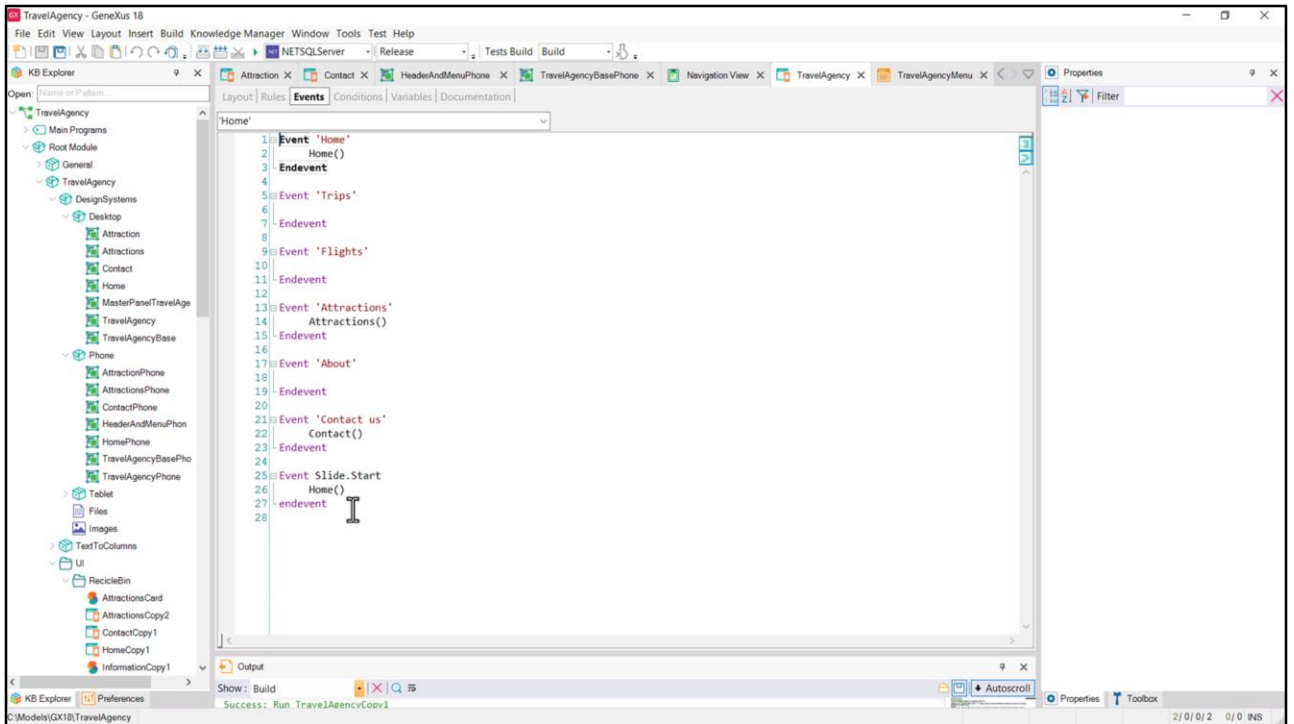 TravelAgency - GeneXus 18
File Edit View Layout Insert Build Knowledge Manager Window Tools Test Help
NETSQLServer Release Tests Build Build
KB Explorer
Open: Name or Pattern...
TravelAgency
Main Programs
Root Module
General
TravelAgency
DesignSystems
Desktop
Attraction
Attractions
Contact
Home
MasterPanelTravelAge
TravelAgency
TravelAgencyBase
Phone
AttractionPhone
AttractionsPhone
ContactPhone
HeaderAndMenuPhon
HomePhone
TravelAgencyBasePho
TravelAgencyPhone
Tablet
Files
Images
TextToColumns
UI
RecicleBin
AttractionsCard
AttractionsCopy2
ContactCopy1
HomeCopy1
InformationCopy1
KB Explorer Preferences
Attraction Contact HeaderAndMenuPhone TravelAgencyBasePhone Navigation View TravelAgency TravelAgencyMenu
Layout Rules Events Conditions Variables Documentation
'Home'
1 Event 'Home'
2 Home()
3 Endevent
4
5 Event 'Trips'
6
7 Endevent
8
9 Event 'Flights'
10
11 Endevent
12
13 Event 'Attractions'
14 Attractions()
15 Endevent
16
17 Event 'About'
18
19 Endevent
20
21 Event 'Contact us'
22 Contact()
23 Endevent
24
25 Event Slide.Start
26 Home()
27 endevent
28
Output
Show: Build
Autoscroll
Success: Run TravelAgencyCopy1
Properties
Filter
Properties Toolbox
C:\Models\GX18\TravelAgency
2/0/0/2 0/0 INS